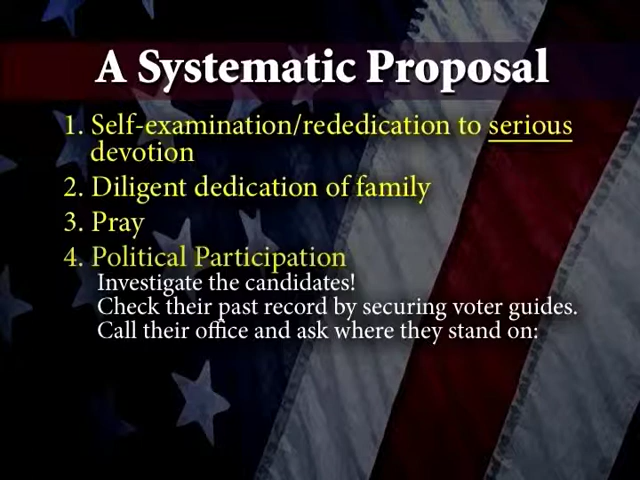 A Systematic Proposal
1. Self-examination/rededication to serious
devotion
2. Diligent dedication of family
3. Pray
4. Political Participation
Investigate the candidates!
Check their past record by securing voter guides.
Call their office and ask where they stand on: